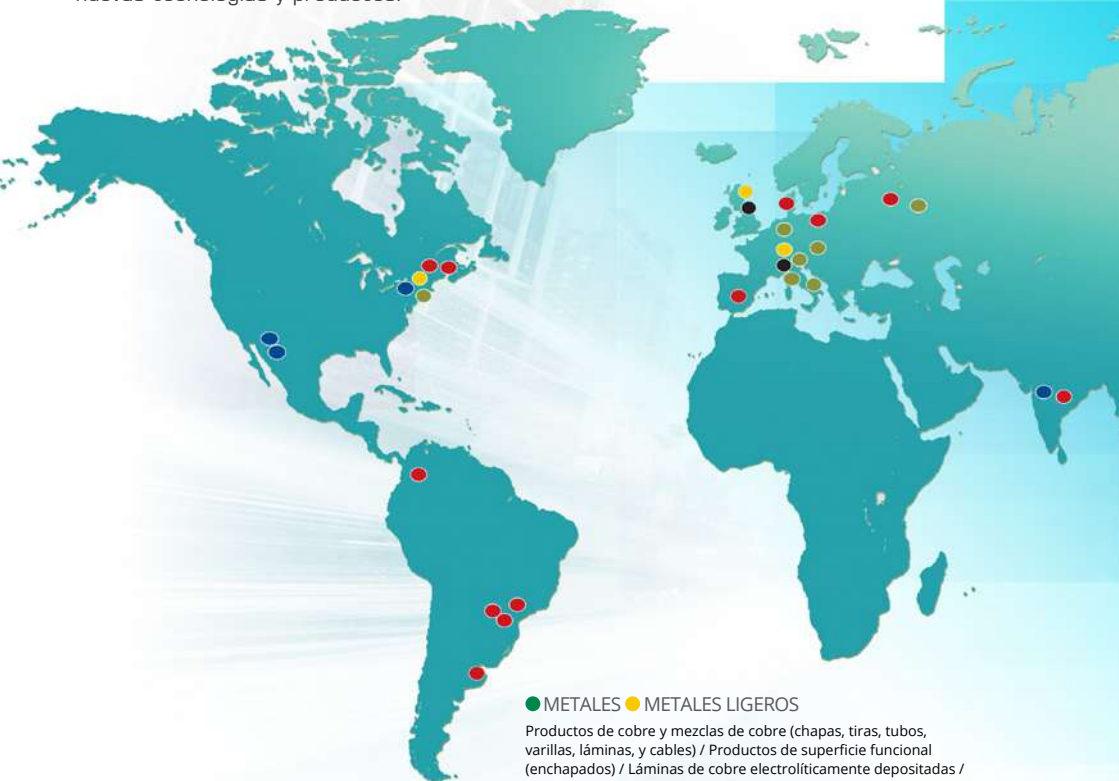 nuevas tecnologías y productos.
● METALES ● METALES LIGEROS
Productos de cobre y mezclas de cobre (chapas, tiras, tubos,
varillas, láminas, y cables) / Productos de superficie funcional
(enchapados) / Láminas de cobre electrolíticamente depositadas /